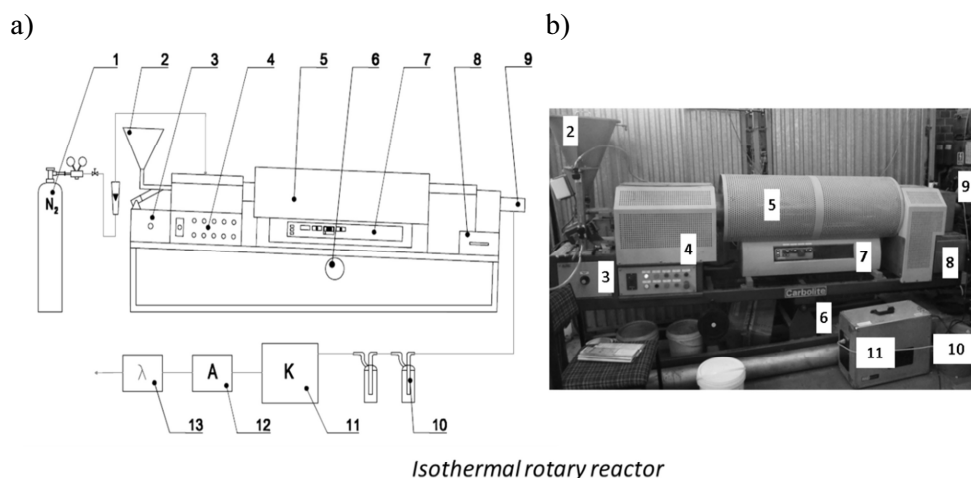 a)
b)
1 2 3 4 5 6 7 8 9
N₂
λ A K
13 12 11 10
2
9
5
4
7
8
3
Carbolite
6
11 10
Isothermal rotary reactor